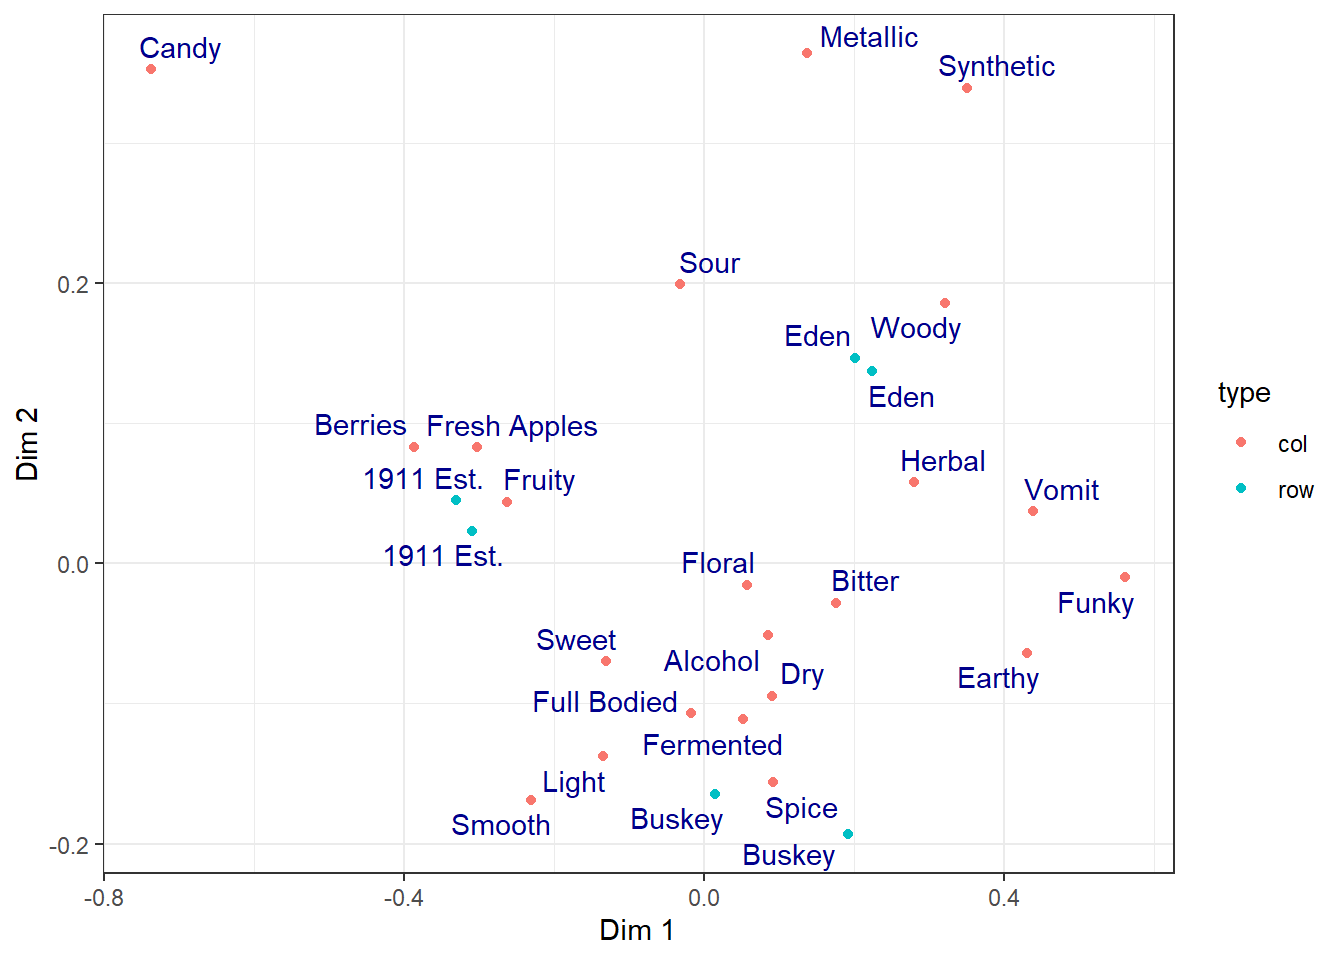 Candy
Metallic
Synthetic
Sour
Woody
Eden
Eden
Berries
Fresh Apples
1911 Est.
Fruity
Herbal
Vomit
1911 Est.
Floral
Bitter
Funky
Sweet
Alcohol
Dry
Earthy
Full Bodied
Fermented
Light
Spice
Smooth
Buskey
Buskey
0.2
0.0
-0.2
-0.8
-0.4
0.0
0.4
Dim 1
Dim 2
type
col
row